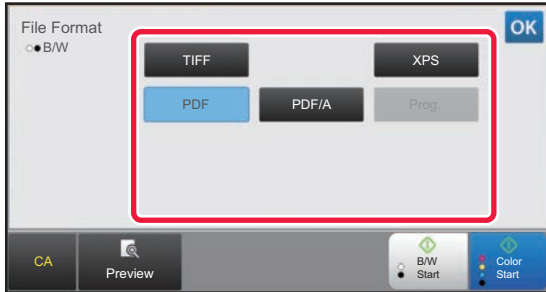 File Format
B/W
OK
TIFF
XPS
PDF
PDF/A
Prog.
CA
Preview
B/W
Start
Color
Start